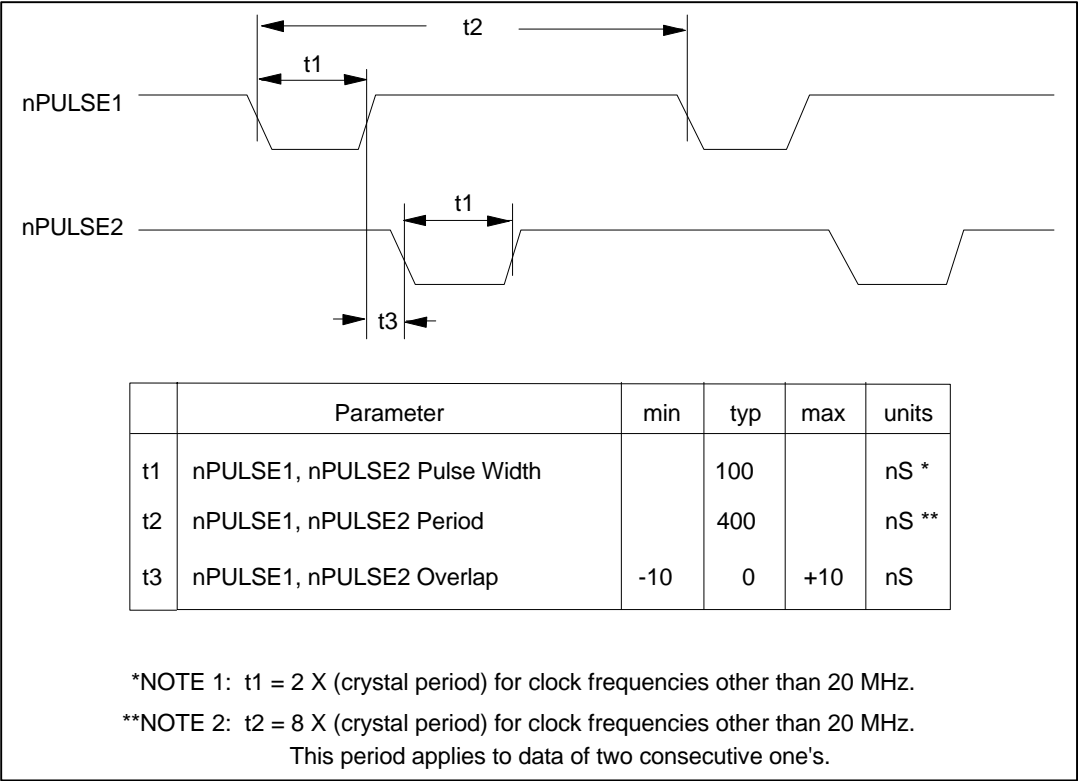 t2
t1
nPULSE1
t1
nPULSE2
t3
Parameter min typ max units
t1 nPULSE1, nPULSE2 Pulse Width 100 nS *
t2 nPULSE1, nPULSE2 Period 400 nS **
t3 nPULSE1, nPULSE2 Overlap -10 0 +10 nS
*NOTE 1: t1 = 2 X (crystal period) for clock frequencies other than 20 MHz.
**NOTE 2: t2 = 8 X (crystal period) for clock frequencies other than 20 MHz.
This period applies to data of two consecutive one's.